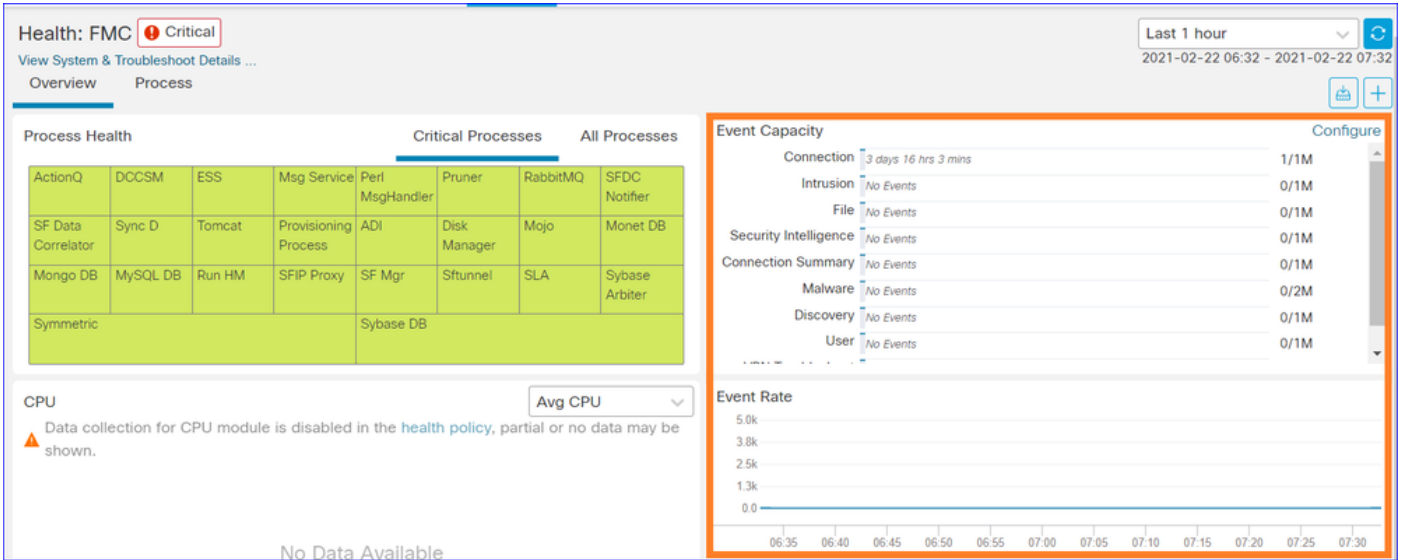 Health: FMC
Critical
Last 1 hour
View System & Troubleshoot Details ...
2021-02-22 06:32 - 2021-02-22 07:32
Overview
Process
Process Health
Critical Processes
All Processes
ActionQ
DCCSM
ESS
Msg Service
Perl
MsgHandler
Pruner
RabbitMQ
SFDC
Notifier
SF Data
Correlator
Sync D
Tomcat
Provisioning
Process
ADI
Disk
Manager
Mojo
Monet DB
Mongo DB
MySQL DB
Run HM
SFIP Proxy
SF Mgr
Sftunnel
SLA
Sybase
Arbiter
Symmetric
Sybase DB
Event Capacity
Configure
Connection 3 days 16 hrs 3 mins 1/1M
Intrusion No Events 0/1M
File No Events 0/1M
Security Intelligence No Events 0/1M
Connection Summary No Events 0/1M
Malware No Events 0/2M
Discovery No Events 0/1M
User No Events 0/1M
CPU
Avg CPU
Data collection for CPU module is disabled in the health policy, partial or no data may be
shown.
No Data Available
Event Rate
5.0k
3.8k
2.5k
1.3k
0.0
06:35 06:40 06:45 06:50 06:55 07:00 07:05 07:10 07:15 07:20 07:25 07:30